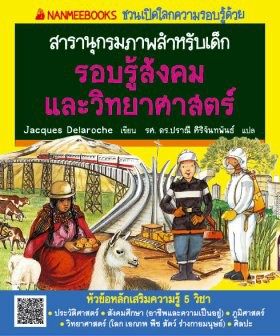 NANMEEBOOKS ชวนเปิดโลกความรอบรู้ด้วย
สารานุกรมภาพสำหรับเด็ก
รอบรู้สังคม
และวิทยาศาสตร์
Jacques Delaroche เขียน รศ. ดร.ปราณี ศิริจันทพันธ์ แปล
หัวข้อหลักเสริมความรู้ 5 วิชา
• ประวัติศาสตร์ • สังคมศึกษา (อาชีพและความเป็นอยู่) • ภูมิศาสตร์
• วิทยาศาสตร์ (โลก เอกภพ พืช สัตว์ ร่างกายมนุษย์) • ศิลปะ